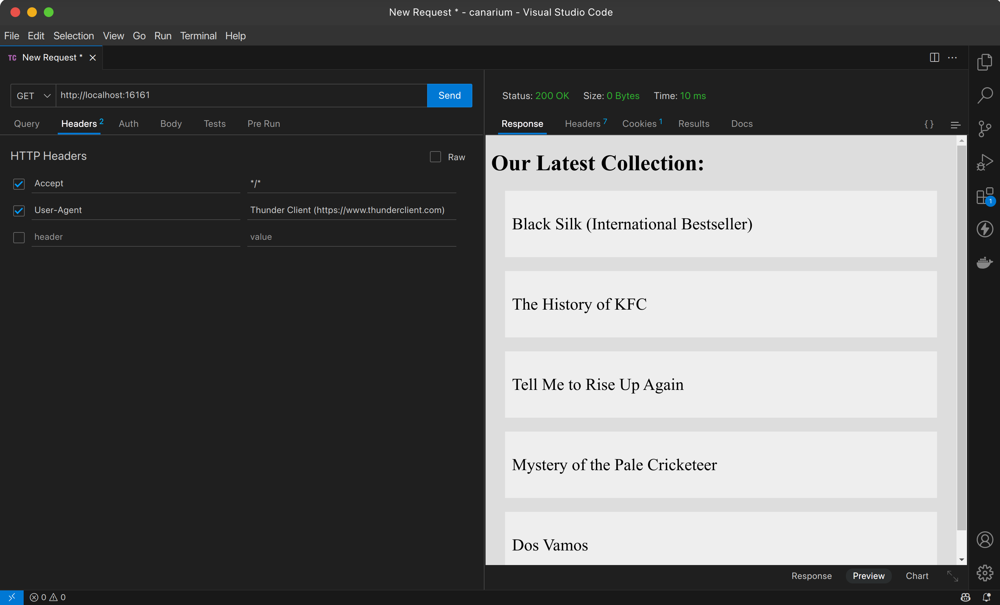 New Request * - canarium - Visual Studio Code
File Edit Selection View Go Run Terminal Help
TC New Request *
GET http://localhost:16161 Send
Query Headers 2 Auth Body Tests Pre Run
HTTP Headers Raw
Accept */*
User-Agent Thunder Client (https://www.thunderclient.com)
header value
Status: 200 OK Size: 0 Bytes Time: 10 ms
Response Headers 7 Cookies 1 Results Docs {}
Our Latest Collection:
Black Silk (International Bestseller)
The History of KFC
Tell Me to Rise Up Again
Mystery of the Pale Cricketeer
Dos Vamos
Response Preview Chart
1
0 0